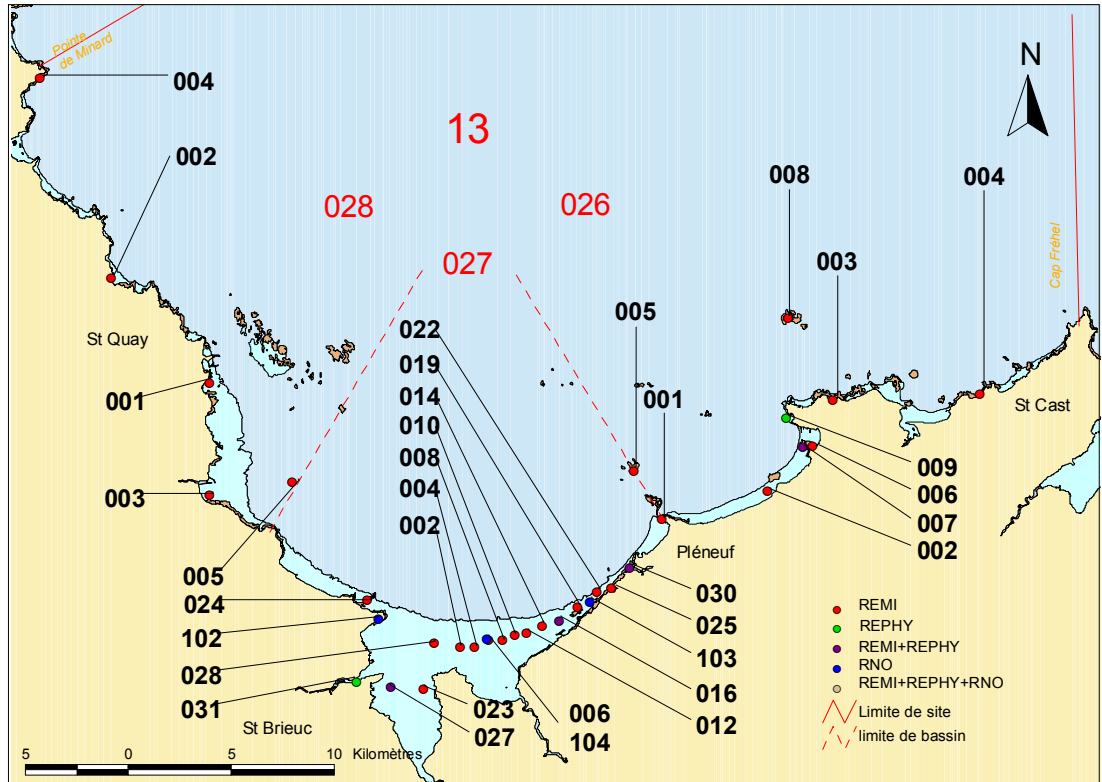 Pointe
de Minard
004
002
13
028
026
027
N
008
004
003
Cap Fréhel
St Quay
001
003
005
022
019
014
010
008
004
002
005
001
St Cast
009
006
007
002
Pléneuf
005
024
102
028
031
St Brieuc
023
027
006
104
030
025
103
016
012
REMI
REPHY
REMI+REPHY
RNO
REMI+REPHY+RNO
Limite de site
limite de bassin
5 0 5 10 Kilomètres